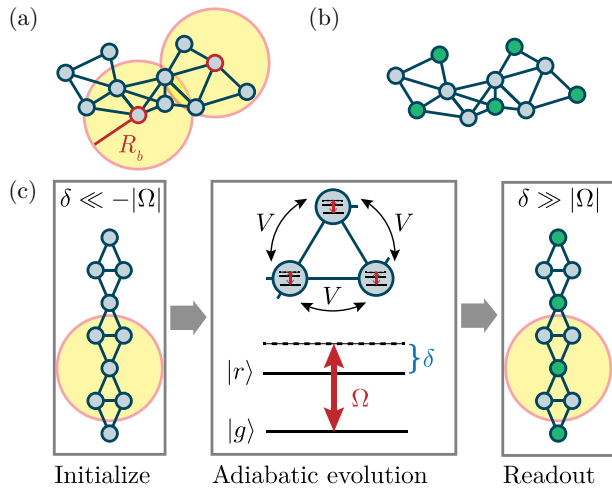 (a)
(b)
R_b
(c)
δ ≪ −|Ω|
δ ≫ |Ω|
V
V
V
|r⟩
δ
Ω
|g⟩
Initialize
Adiabatic evolution
Readout